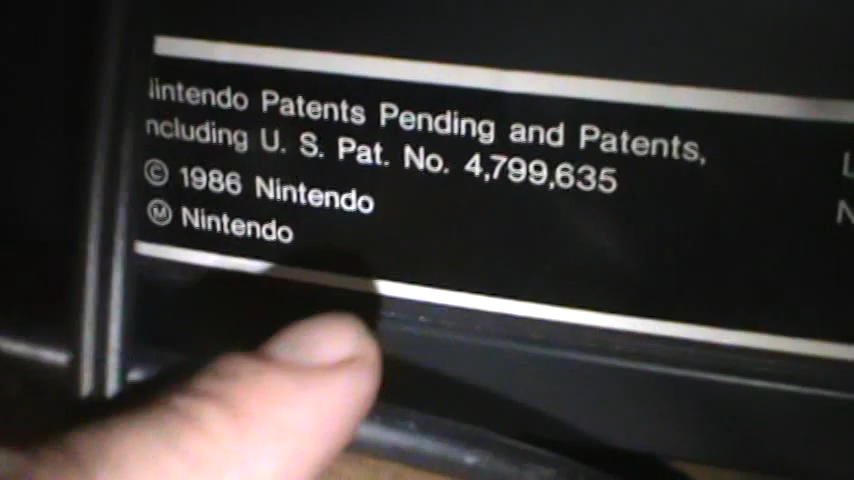 Nintendo Patents Pending and Patents,
ncluding U. S. Pat. No. 4,799,635
© 1986 Nintendo
Ⓜ Nintendo
L
N